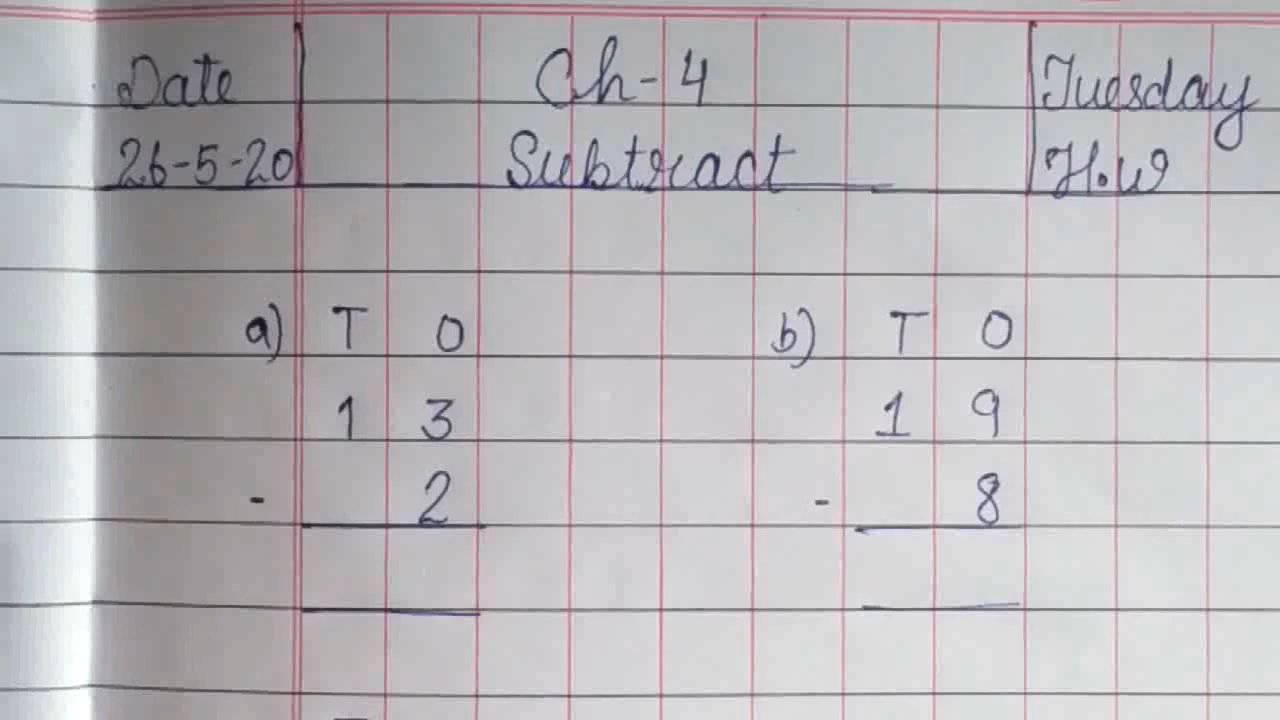 Date Ch-4 Tuesday
26-5-20 Subtract H.W
a) T O b) T O
1 3 1 9
- 2 - 8